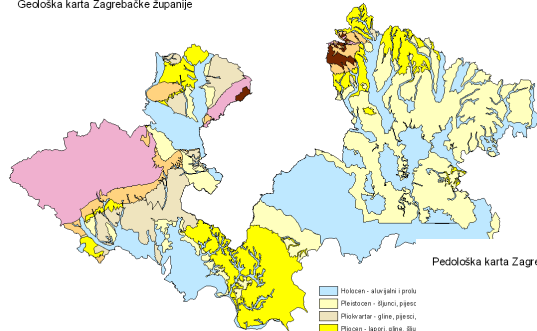 Geološka karta Zagrebačke županije
Pedološka karta Zagre
Holocen - aluvijalni i prolu
Pleistocen - šljunci, pijesc
Pliokvartar - gline, pijesci,
Pliocen - lapori, gline, šlju